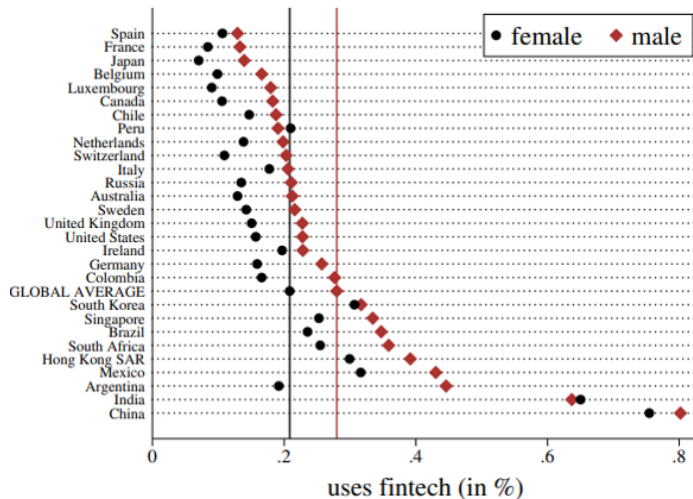 female male
Spain
France
Japan
Belgium
Luxembourg
Canada
Chile
Peru
Netherlands
Switzerland
Italy
Russia
Australia
Sweden
United Kingdom
United States
Ireland
Germany
Colombia
GLOBAL AVERAGE
South Korea
Singapore
Brazil
South Africa
Hong Kong SAR
Mexico
Argentina
India
China
0 .2 .4 .6 .8
uses fintech (in %)